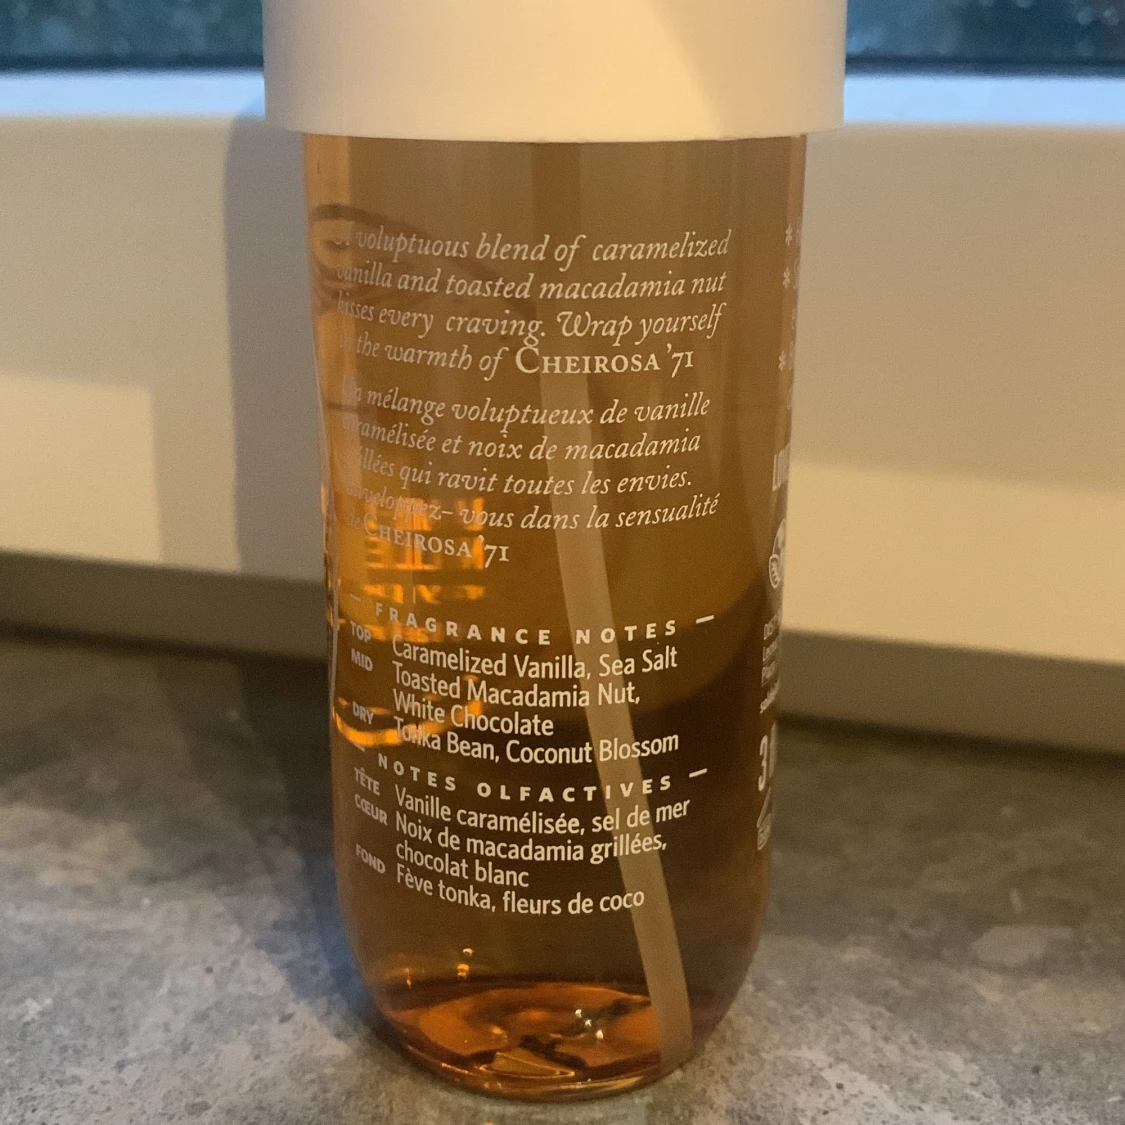 A voluptuous blend of caramelized
vanilla and toasted macadamia nut
kisses every craving. Wrap yourself
in the warmth of CHEIROSA '71
Un mélange voluptueux de vanille
caramélisée et noix de macadamia
grillées qui ravit toutes les envies.
Enveloppez-vous dans la sensualité
de CHEIROSA '71
— FRAGRANCE NOTES —
TOP Caramelized Vanilla, Sea Salt
MID Toasted Macadamia Nut,
White Chocolate
DRY Tonka Bean, Coconut Blossom
— NOTES OLFACTIVES —
TÊTE Vanille caramélisée, sel de mer
CŒUR Noix de macadamia grillées,
chocolat blanc
FOND Fève tonka, fleurs de coco